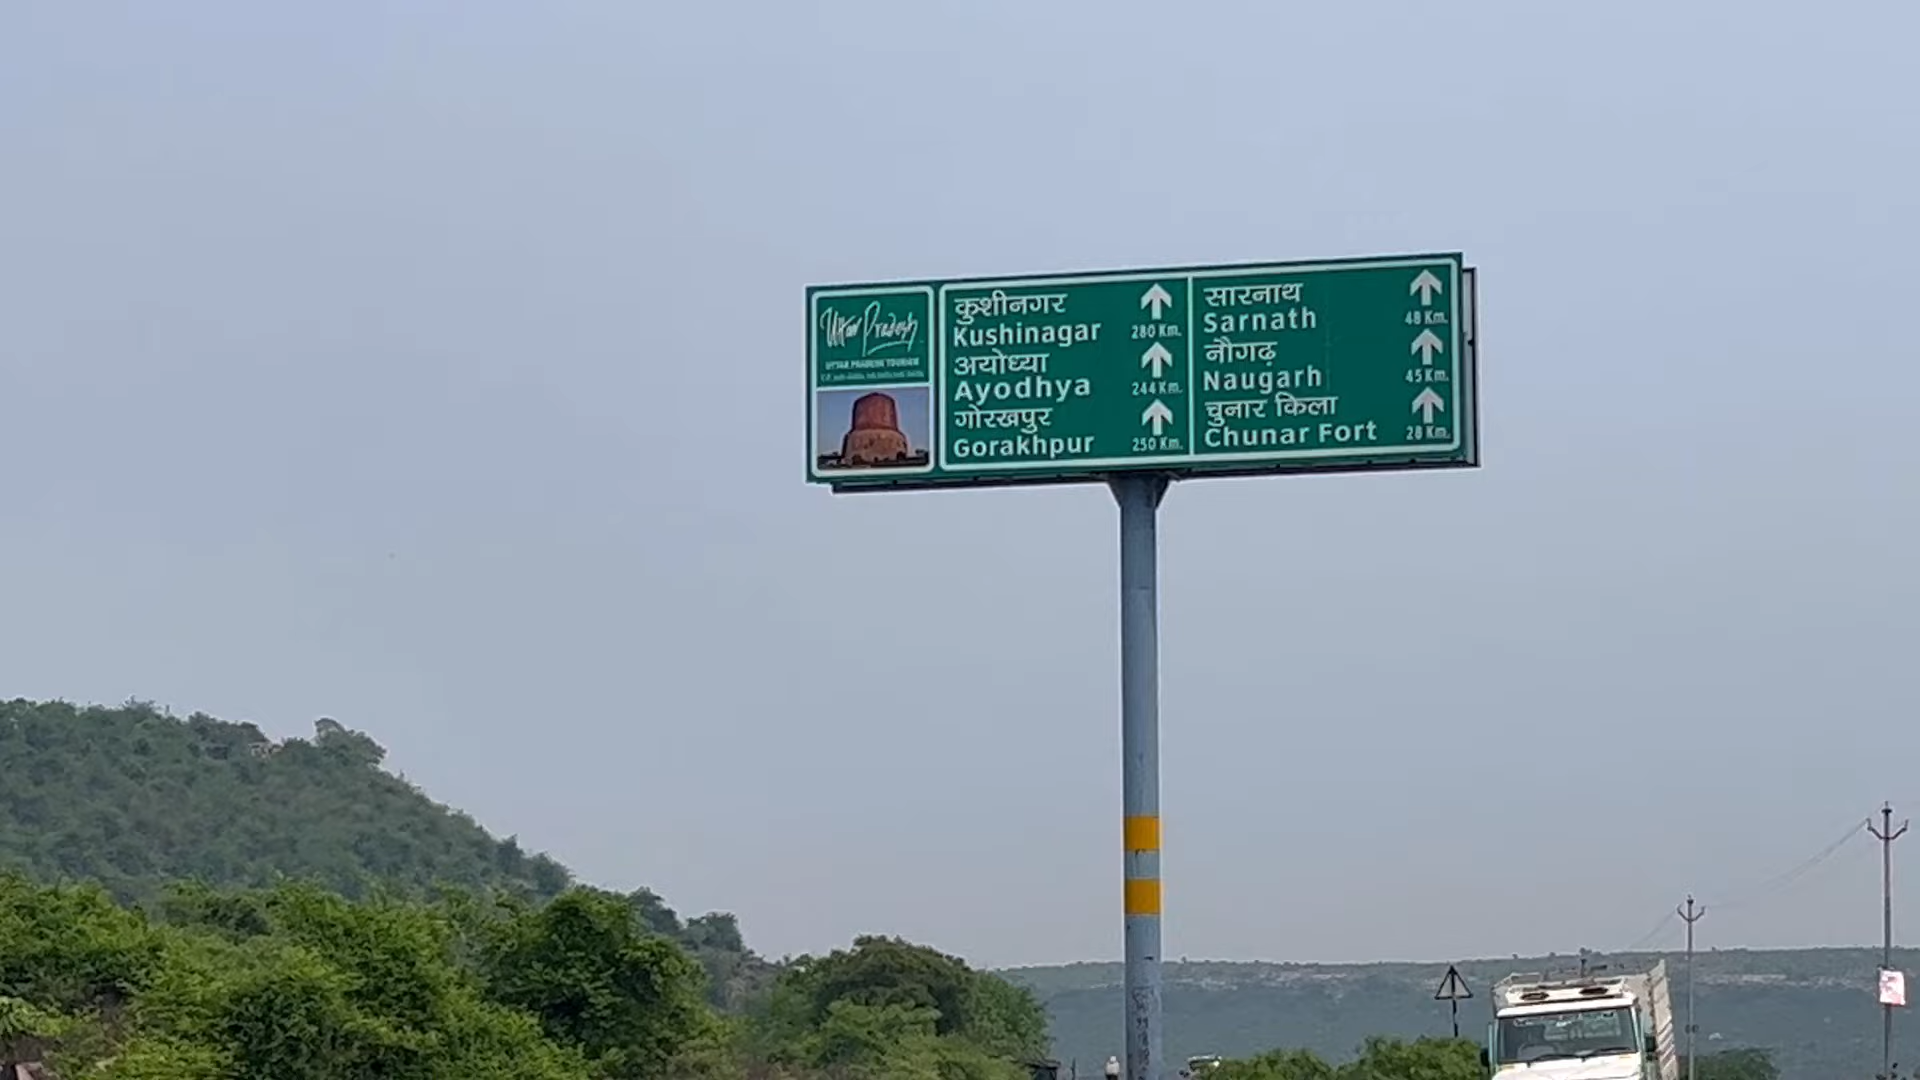 Uttar Pradesh
UTTAR PRADESH TOURISM
कुशीनगर
Kushinagar 280 Km.
अयोध्या
Ayodhya 244 Km.
गोरखपुर
Gorakhpur 250 Km.
सारनाथ
Sarnath 48 Km.
नौगढ़
Naugarh 45 Km.
चुनार किला
Chunar Fort 28 Km.